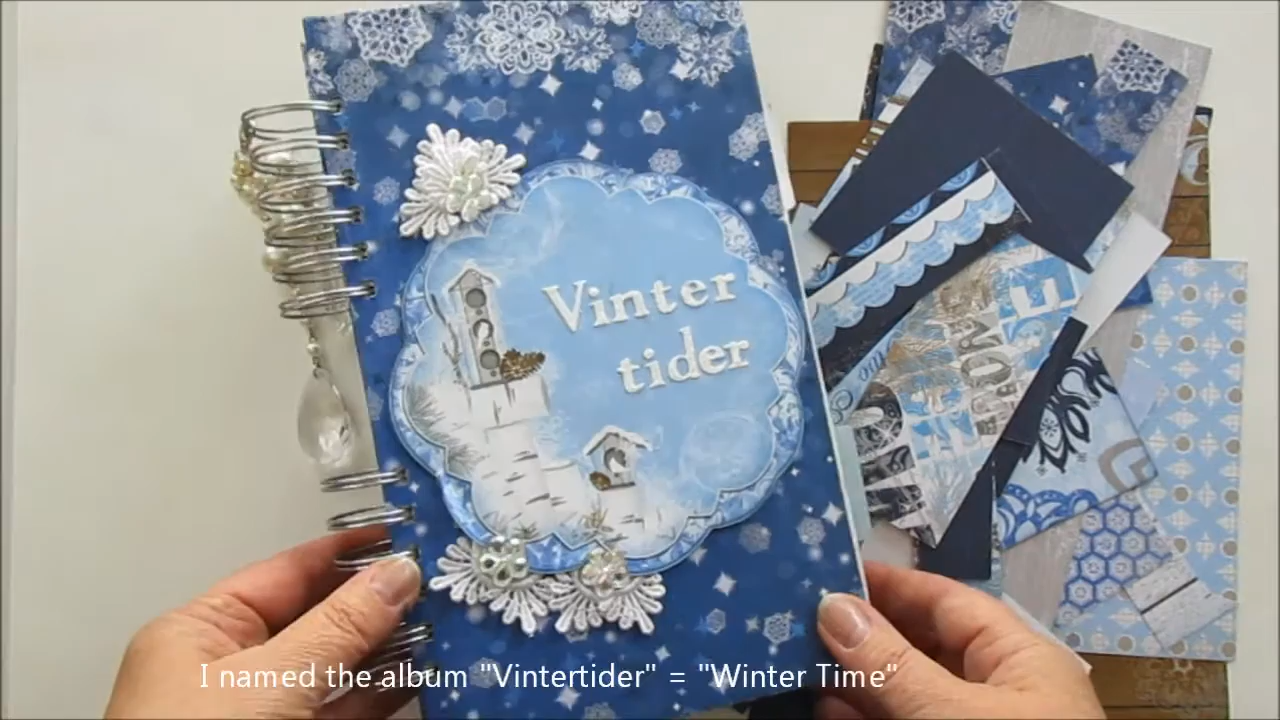 Vinter
tider
I named the album "Vintertider" = "Winter Time"